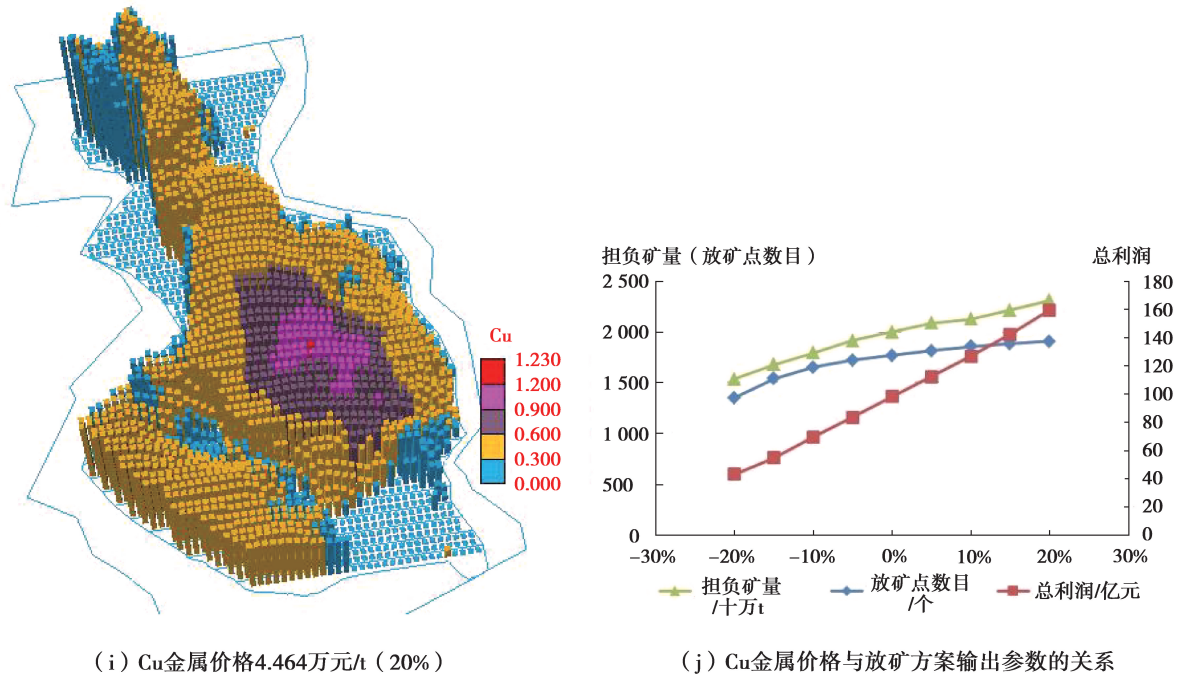 Cu
1.230
1.200
0.900
0.600
0.300
0.000
(i)Cu金属价格4.464万元/t(20%)
担负矿量(放矿点数目)
总利润
2 500
2 000
1 500
1 000
500
0
180
160
140
120
100
80
60
40
20
0
-30%
-20%
-10%
0%
10%
20%
30%
担负矿量
/十万t
放矿点数目
/个
总利润/亿元
(j)Cu金属价格与放矿方案输出参数的关系